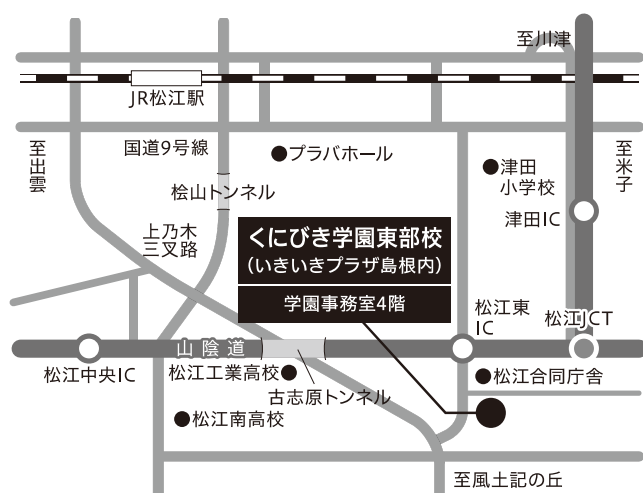 至川津
JR松江駅
至出雲
国道9号線
プラバホール
津田
小学校
至米子
桧山トンネル
津田IC
上乃木
三叉路
くにびき学園東部校
(いきいきプラザ島根内)
学園事務室4階
松江東
IC
松江JCT
山陰道
松江中央IC
松江工業高校
松江合同庁舎
古志原トンネル
松江南高校
至風土記の丘